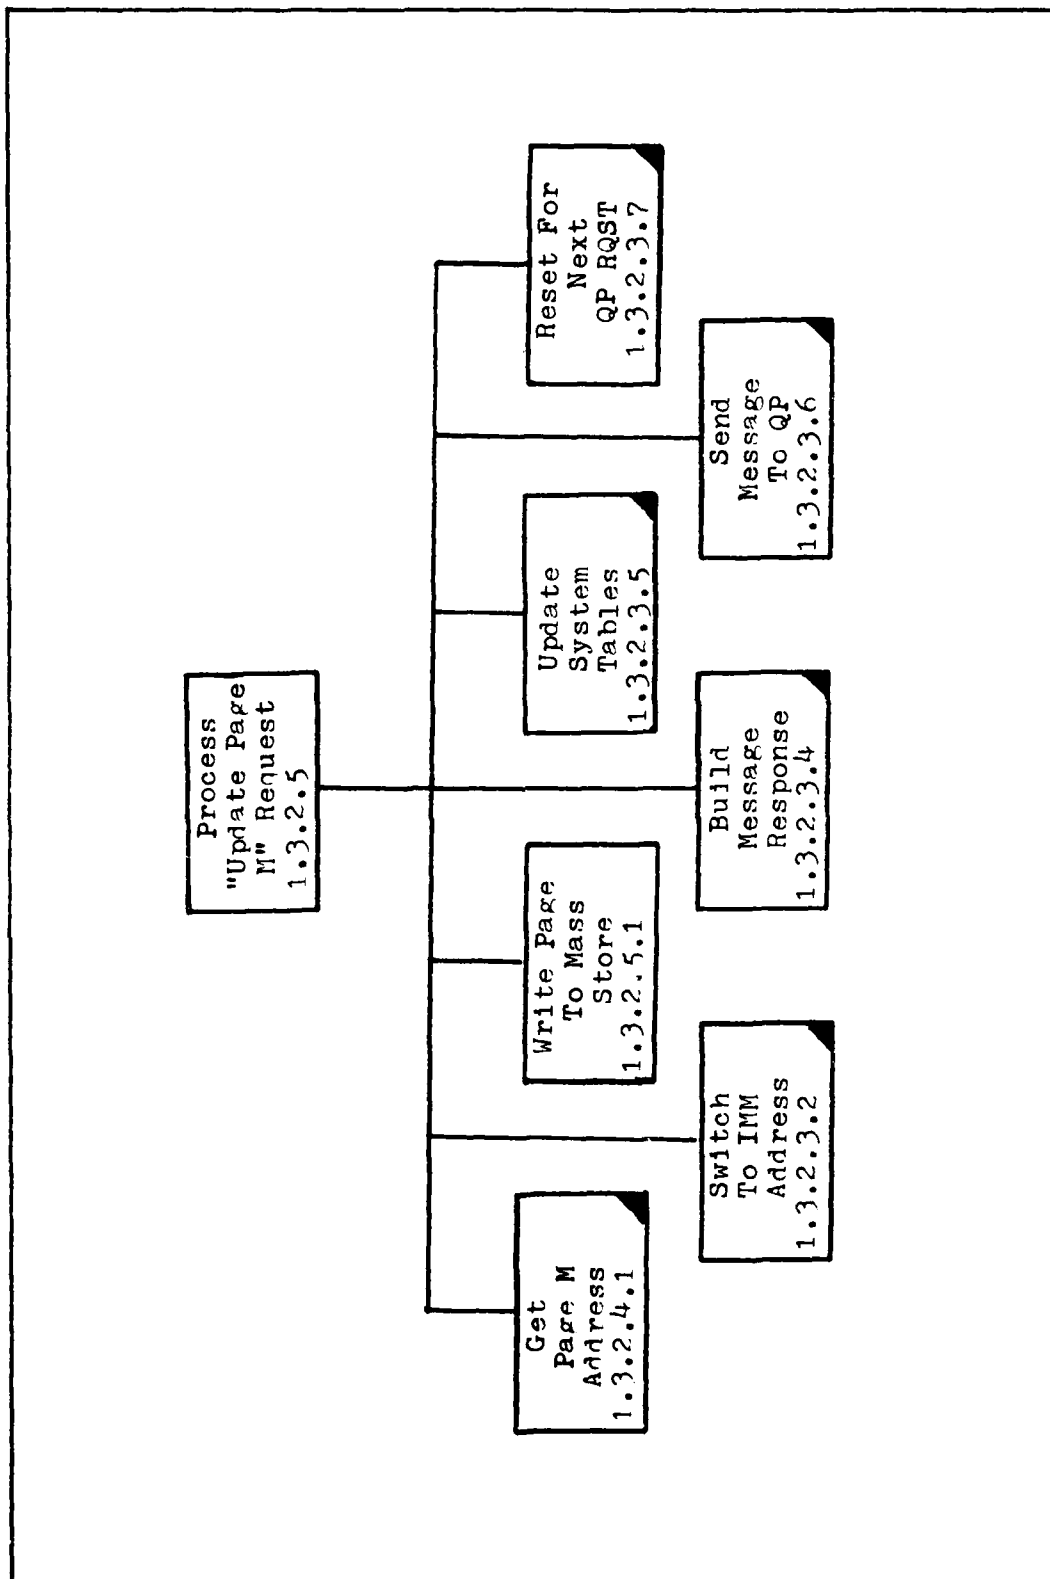 Process
"Update Page
M" Request
1.3.2.5
Get
Page M
Address
1.3.2.4.1
Switch
To IMM
Address
1.3.2.3.2
Write Page
To Mass
Store
1.3.2.5.1
Build
Message
Response
1.3.2.3.4
Update
System
Tables
1.3.2.3.5
Send
Message
To QP
1.3.2.3.6
Reset For
Next
QP RQST
1.3.2.3.7